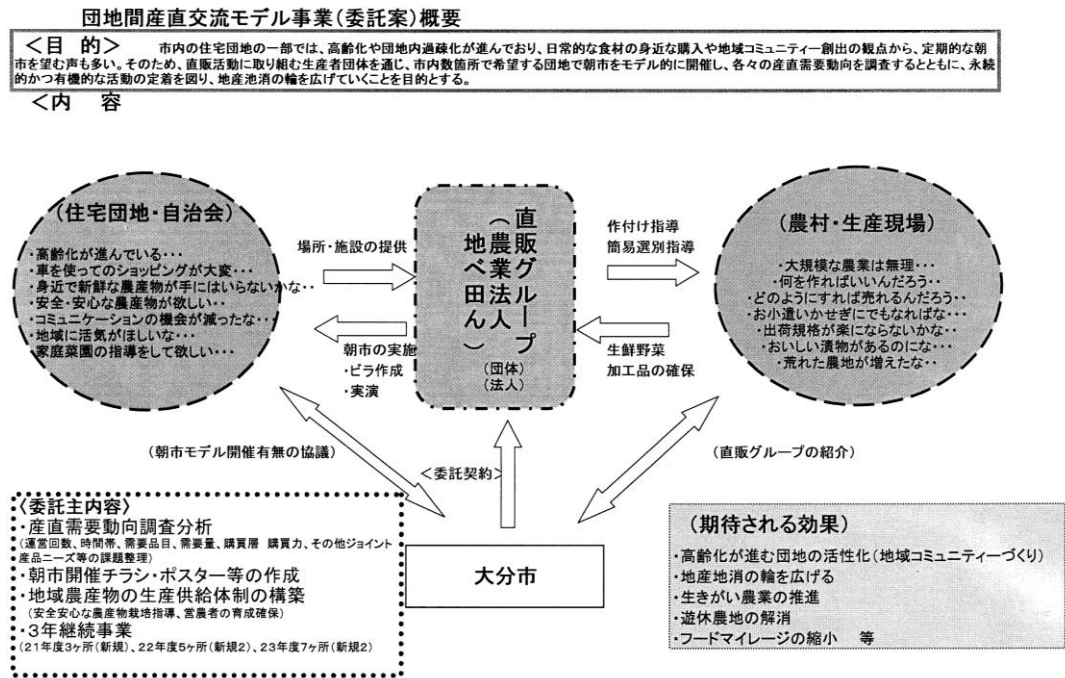 団地間産直交流モデル事業(委託案)概要
<目 的> 市内の住宅団地の一部では、高齢化や団地内過疎化が進んでおり、日常的な食材の身近な購入や地域コミュニティー創出の観点から、定期的な朝
市を望む声も多い。そのため、直販活動に取り組む生産者団体を通じ、市内数箇所で希望する団地で朝市をモデル的に開催し、各々の産直需要動向を調査するとともに、永続
的かつ有機的な活動の定着を図り、地産池消の輪を広げていくことを目的とする。
<内 容>
(住宅団地・自治会)
・高齢化が進んでいる・・・
・車を使ってのショッピングが大変・・・
・身近で新鮮な農産物が手にはいらないかな・・
・安全・安心な農産物が欲しい・・
・コミュニケーションの機会が減ったな・・・
・地域に活気がほしいな・・
・家庭菜園の指導をして欲しい・・・
場所・施設の提供
朝市の実施
・ビラ作成
・実演
直販グループ
(農業法人
地べ田ん)
(団体)
(法人)
作付け指導
簡易選別指導
生鮮野菜
加工品の確保
(農村・生産現場)
・大規模な農業は無理・・・
・何を作ればいいんだろう・・
・どのようにすれば売れるんだろう・・
・お小遣いかせぎにでもなればな・・
・出荷規格が楽にならないかな・・
・おいしい漬物があるのにな・・
・荒れた農地が増えたな・・
(朝市モデル開催有無の協議)
<委託契約>
(直販グループの紹介)
〈委託主内容〉
・産直需要動向調査分析
(運営回数、時間帯、需要品目、需要量、購買層 購買力、その他ジョイント
産品ニーズ等の課題整理)
・朝市開催チラシ・ポスター等の作成
・地域農産物の生産供給体制の構築
(安全安心な農産物栽培指導、営農者の育成確保)
・3年継続事業
(21年度3ヶ所(新規)、22年度5ヶ所(新規2)、23年度7ヶ所(新規2)
大分市
(期待される効果)
・高齢化が進む団地の活性化(地域コミュニティーづくり)
・地産地消の輪を広げる
・生きがい農業の推進
・遊休農地の解消
・フードマイレージの縮小 等